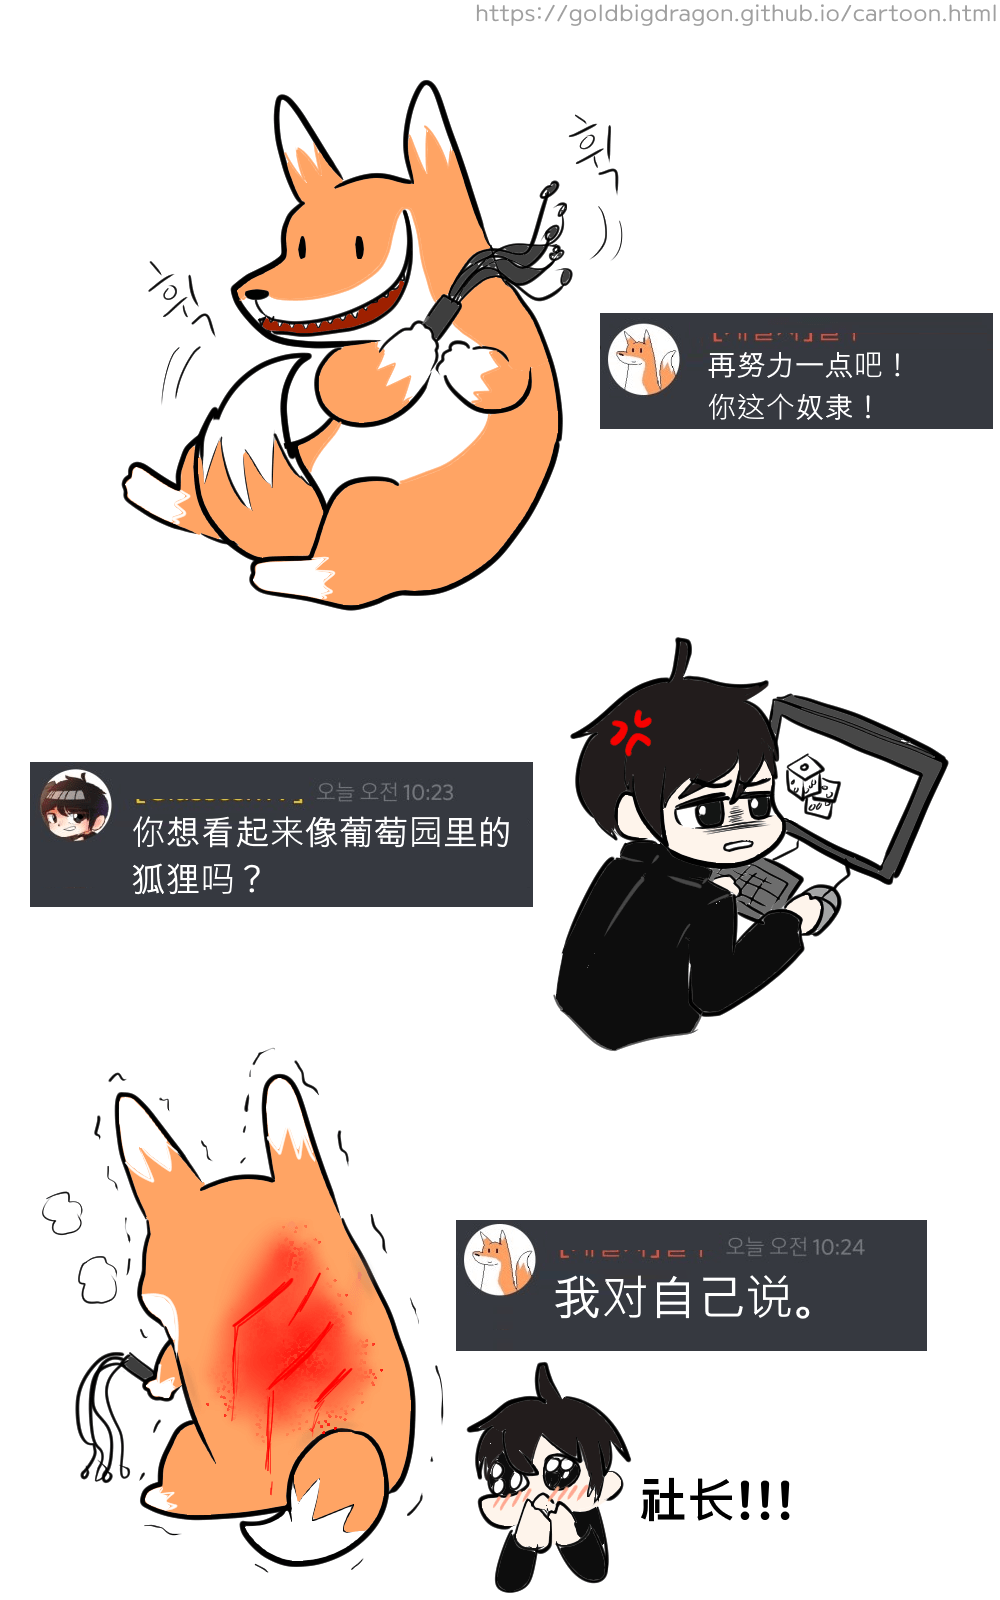 https://goldbigdragon.github.io/cartoon.html
휙
휙
再努力一点吧！
你这个奴隶！
오늘 오전 10:23
你想看起来像葡萄园里的
狐狸吗？
오늘 오전 10:24
我对自己说。
社长!!!